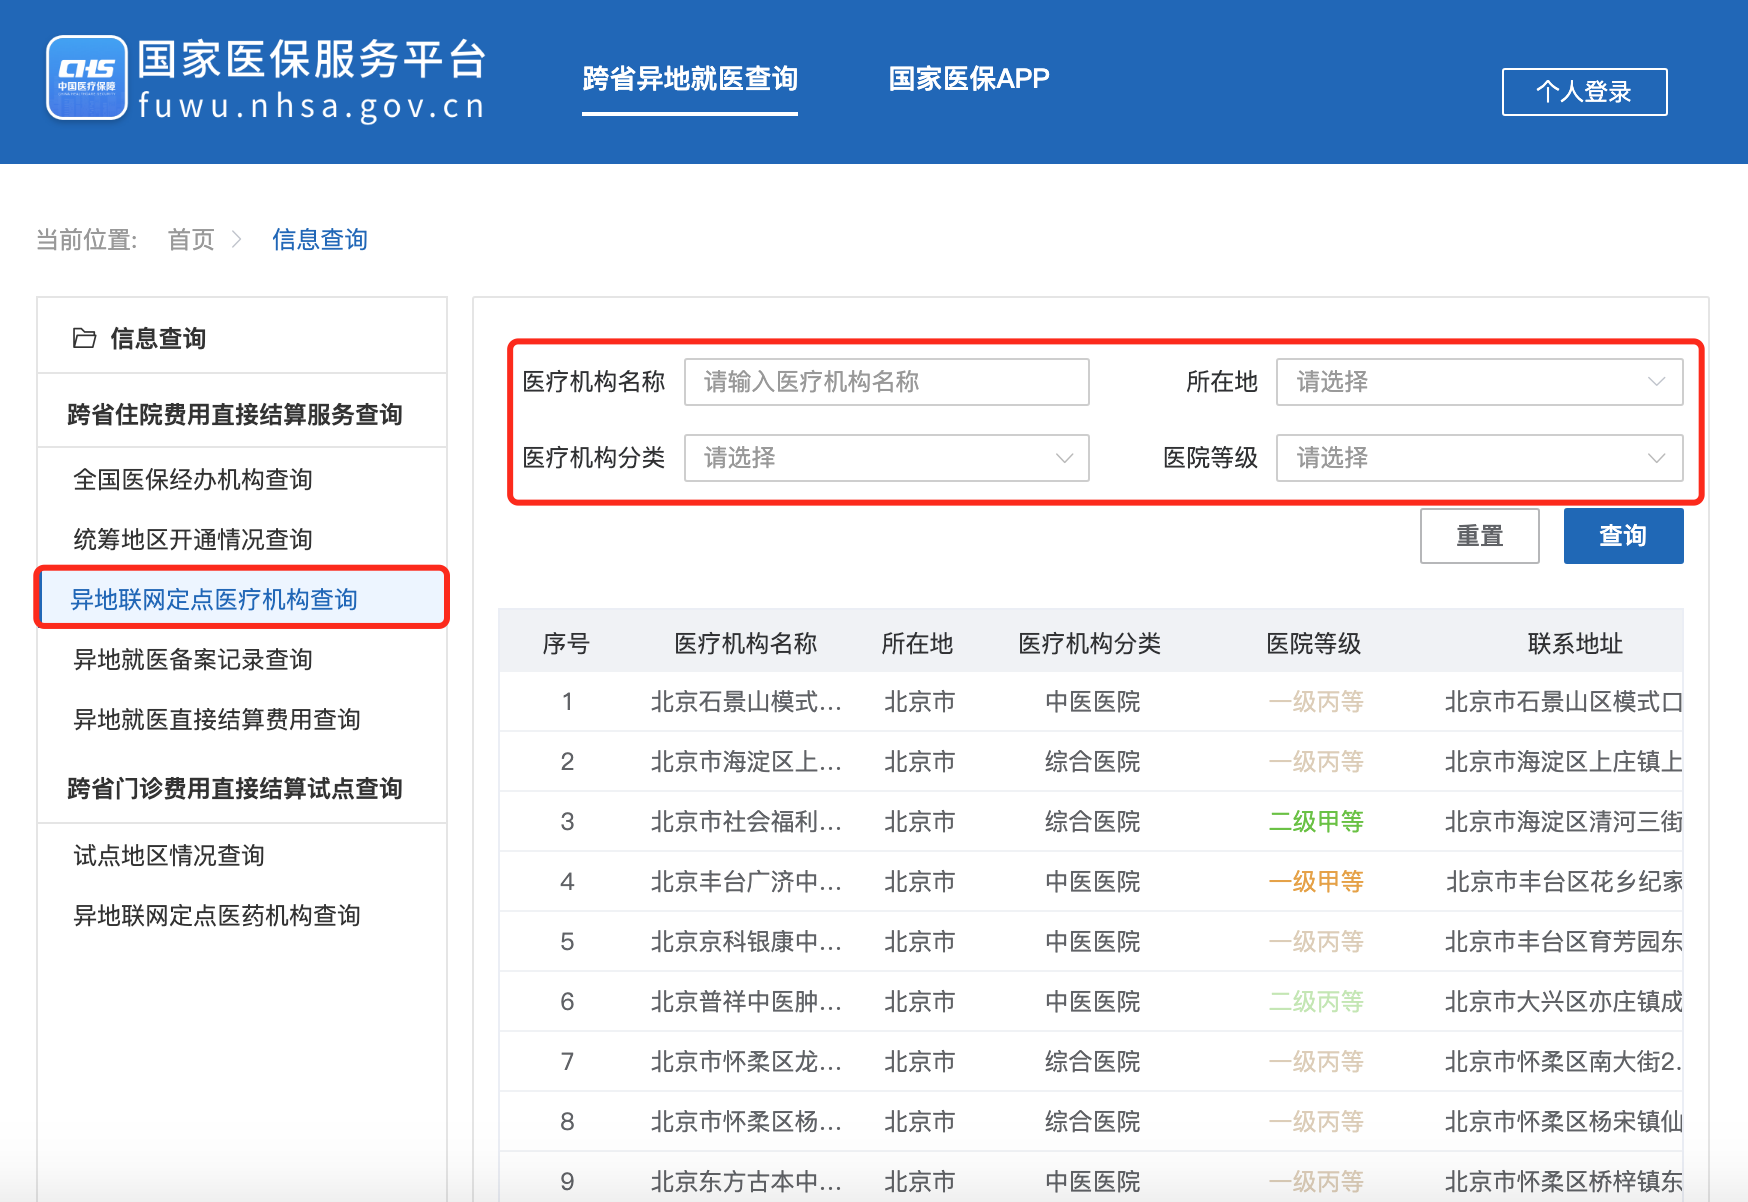 CHS
中国医疗保障
国家医保服务平台
fuwu.nhsa.gov.cn
跨省异地就医查询
国家医保APP
个人登录
当前位置: 首页 信息查询
信息查询
跨省住院费用直接结算服务查询
全国医保经办机构查询
统筹地区开通情况查询
异地联网定点医疗机构查询
异地就医备案记录查询
异地就医直接结算费用查询
跨省门诊费用直接结算试点查询
试点地区情况查询
异地联网定点医药机构查询
医疗机构名称 请输入医疗机构名称 所在地 请选择
医疗机构分类 请选择 医院等级 请选择
重置 查询
序号 医疗机构名称 所在地 医疗机构分类 医院等级 联系地址
1 北京石景山模式... 北京市 中医医院 一级丙等 北京市石景山区模式口
2 北京市海淀区上... 北京市 综合医院 一级丙等 北京市海淀区上庄镇上
3 北京市社会福利... 北京市 综合医院 二级甲等 北京市海淀区清河三街
4 北京丰台广济中... 北京市 中医医院 一级甲等 北京市丰台区花乡纪家
5 北京京科银康中... 北京市 中医医院 一级丙等 北京市丰台区育芳园东
6 北京普祥中医肿... 北京市 中医医院 二级丙等 北京市大兴区亦庄镇成
7 北京市怀柔区龙... 北京市 综合医院 一级丙等 北京市怀柔区南大街2.
8 北京市怀柔区杨... 北京市 综合医院 一级丙等 北京市怀柔区杨宋镇仙
9 北京东方古本中... 北京市 中医医院 一级丙等 北京市怀柔区桥梓镇东